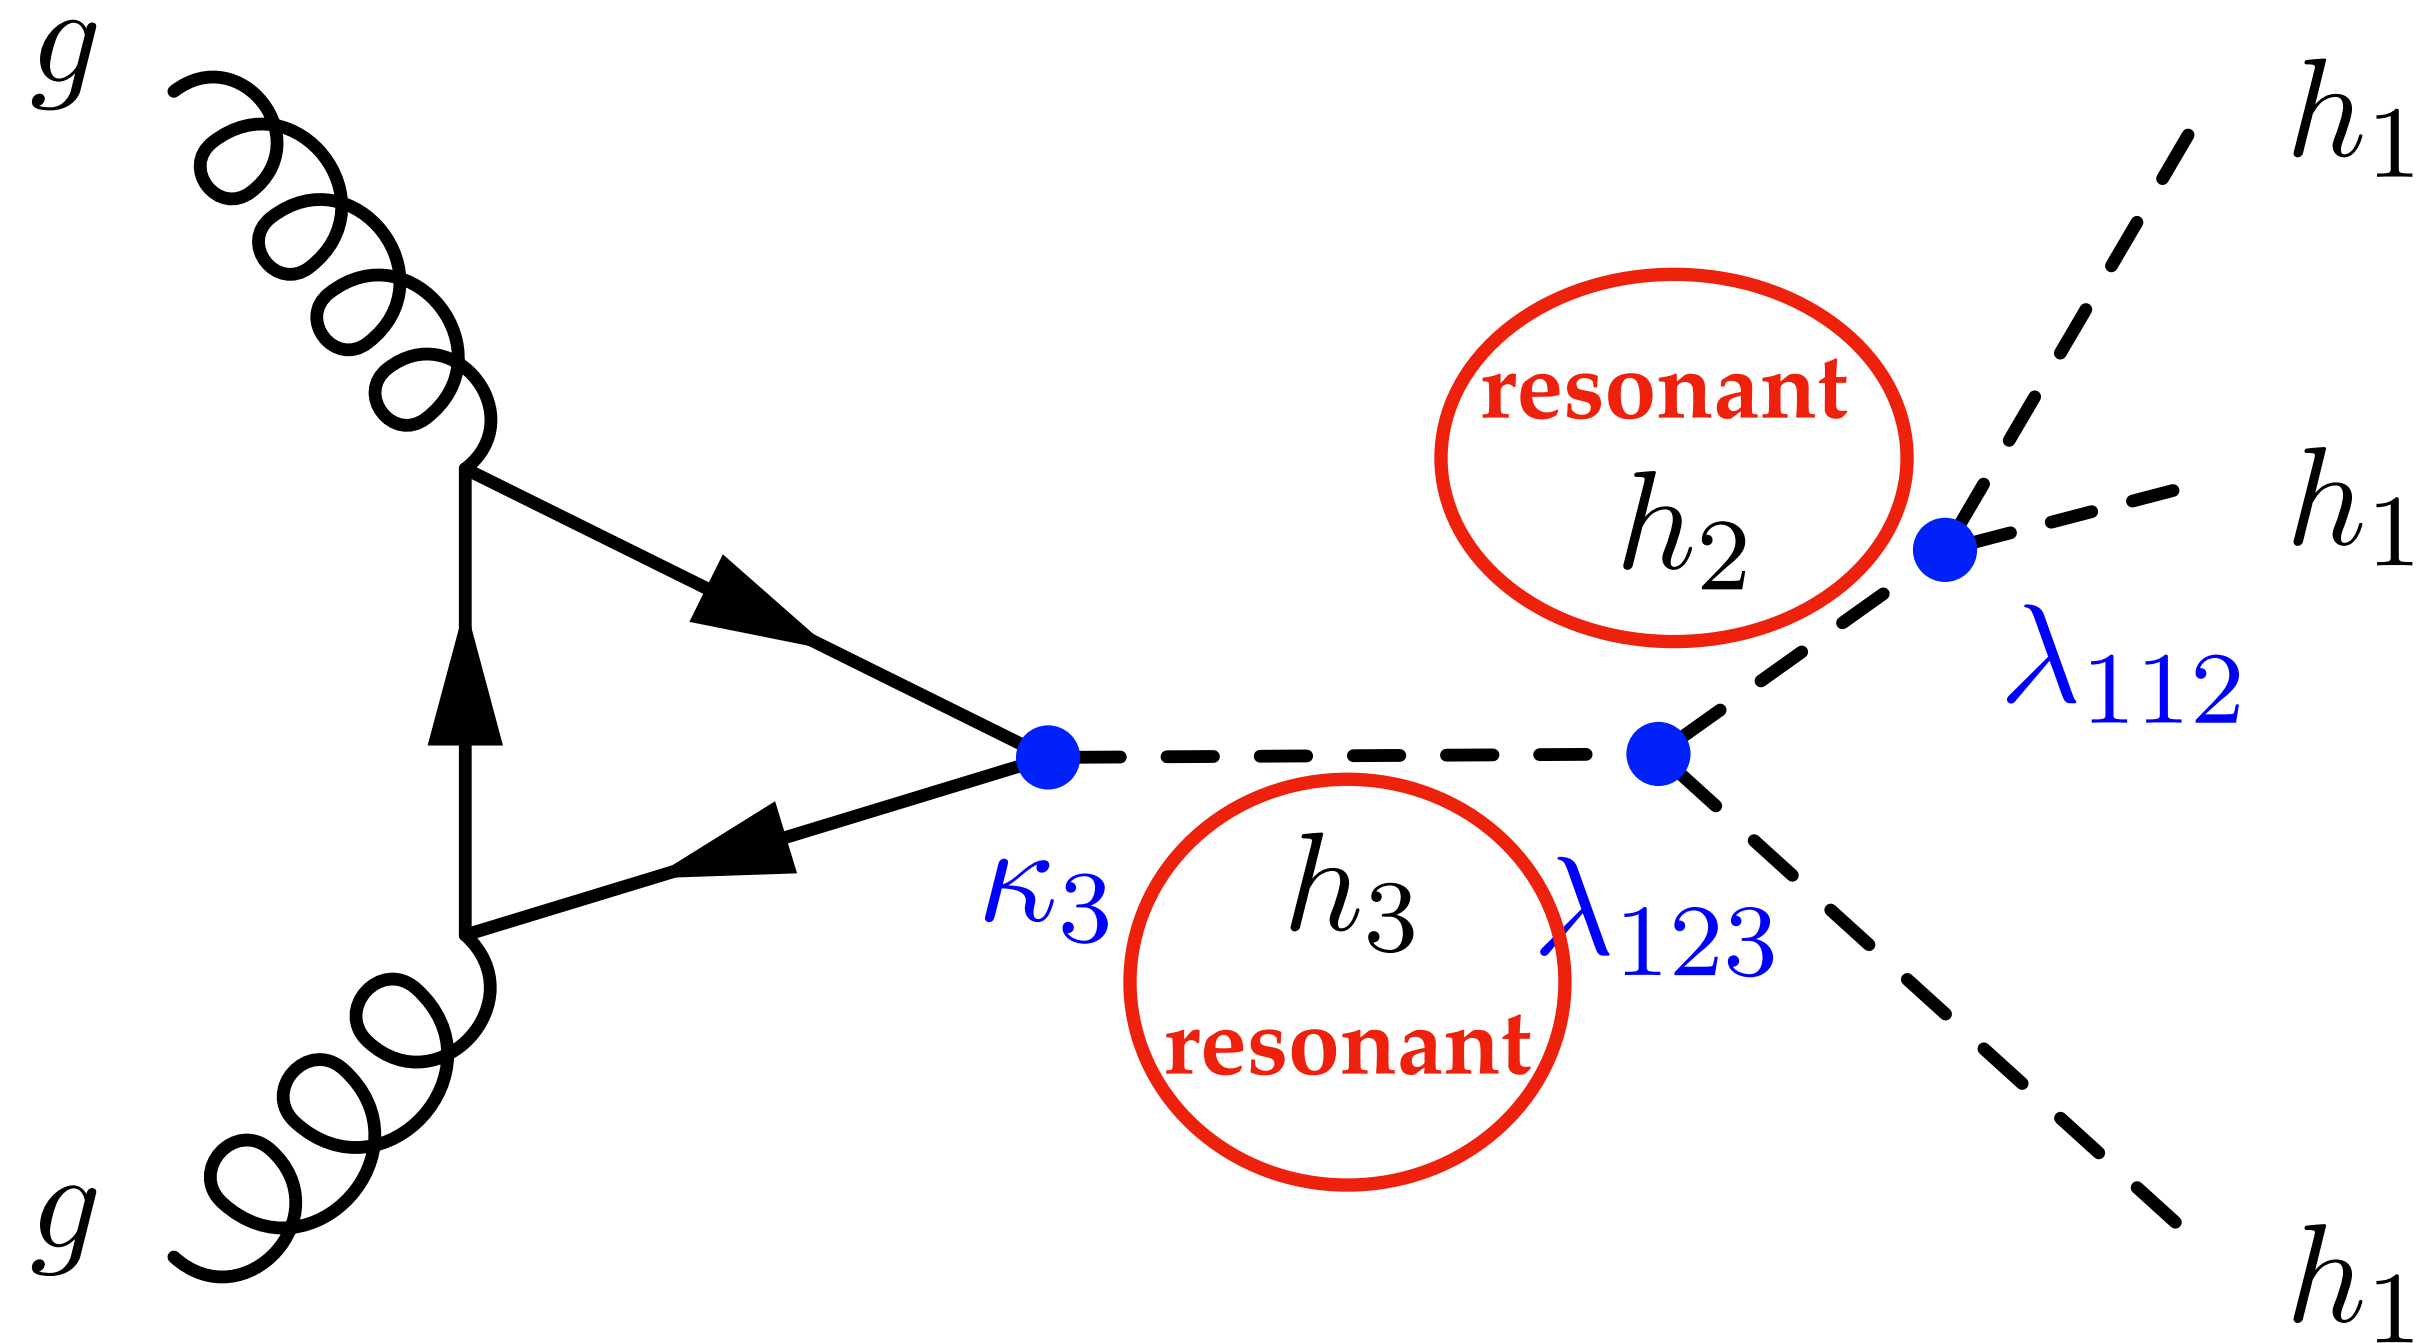 g
h₁
resonant
h₂
h₁
λ₁₁₂
κ₃
h₃
λ₁₂₃
resonant
g
h₁